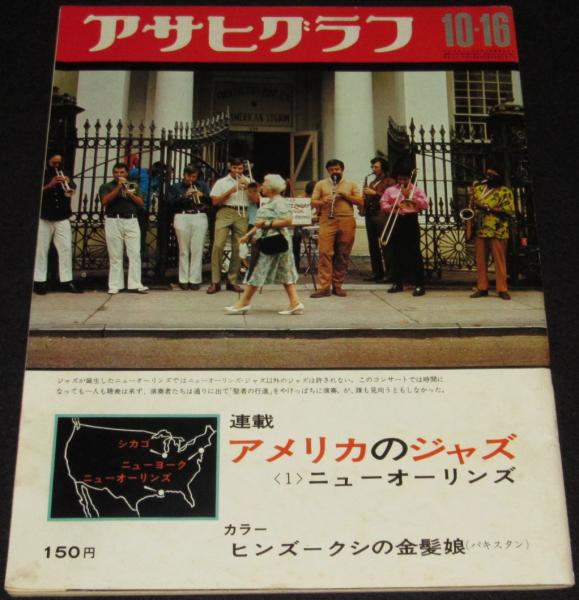 アサヒグラフ
10・16
AMERICAN LEGION
ジャズが誕生したニューオーリンズではニューオーリンズ・ジャズ以外のジャズは許されない。このコンサートでは時間に
なっても一人も聴衆は来ず、演奏者たちは通りに出て「聖者の行進」をやけっぱちに演奏、が、誰も見向うともしなかった。
連載
アメリカのジャズ
〈1〉ニューオーリンズ
シカゴ
ニューヨーク
ニューオーリンズ
カラー
ヒンズークシの金髪娘(パキスタン)
150円